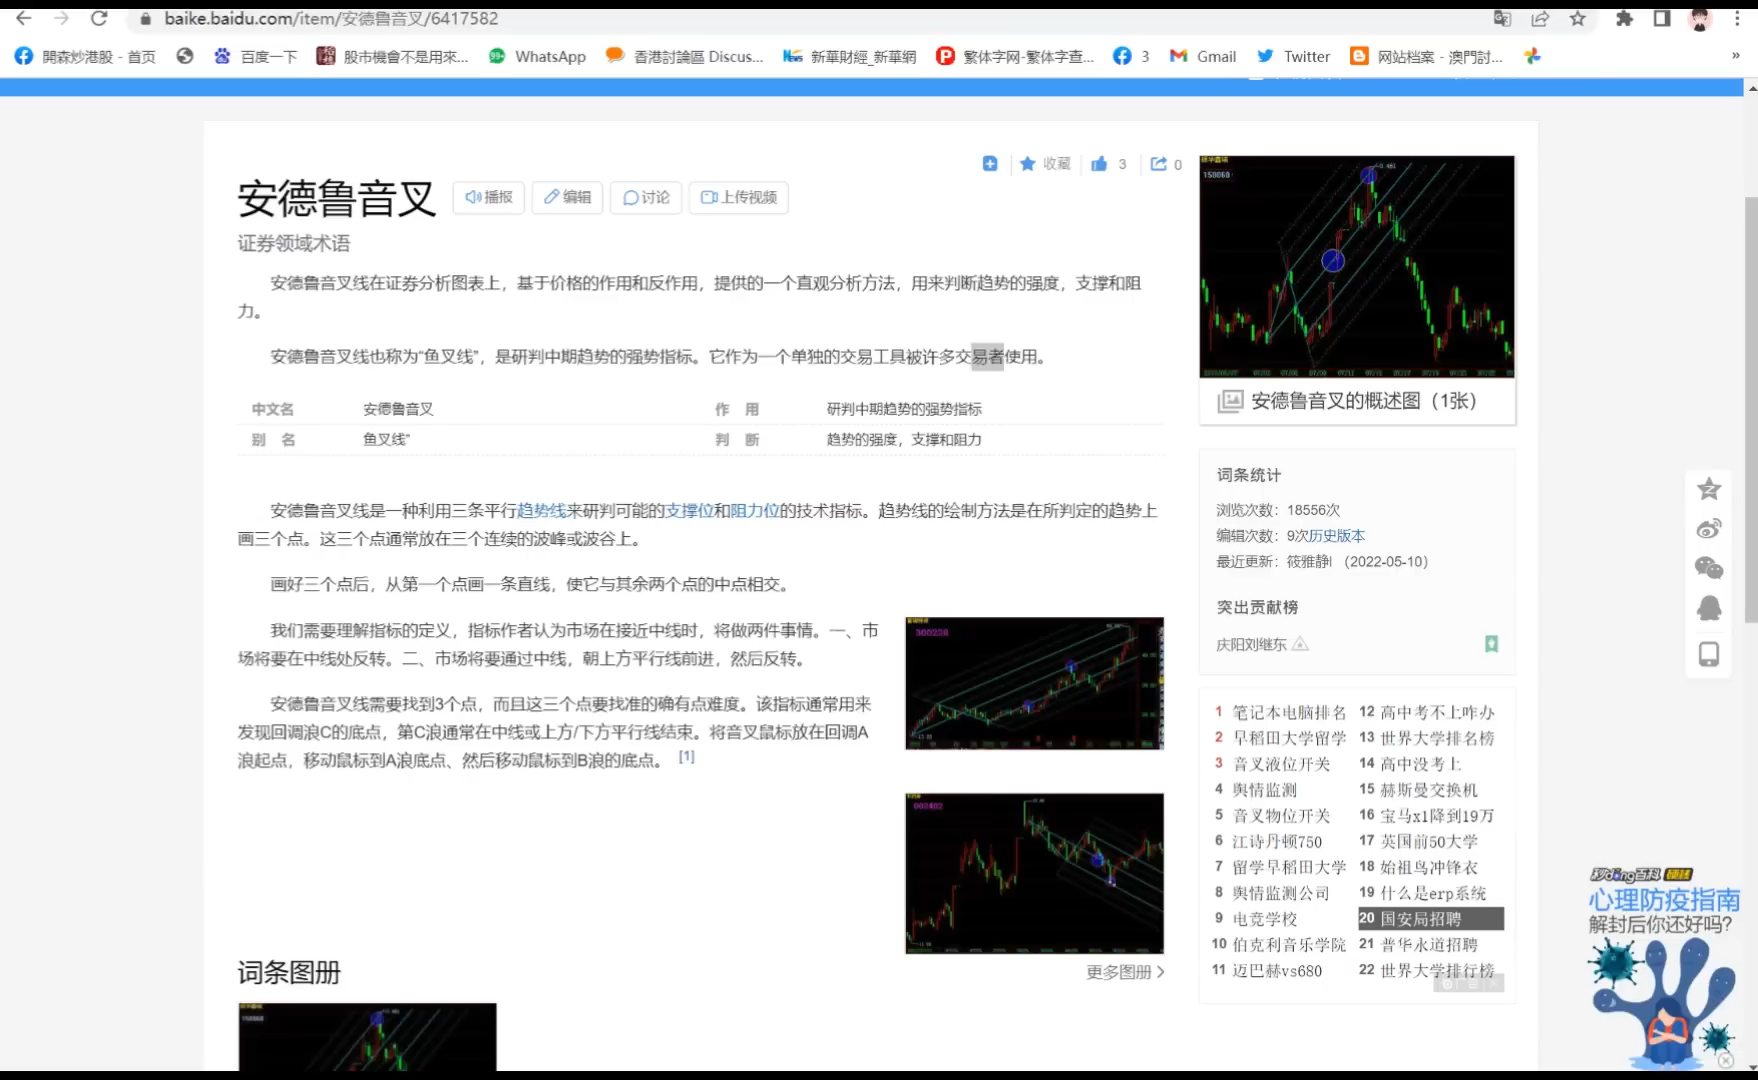 baike.baidu.com/item/安德鲁音叉/6417582
開森炒港股 - 首页
百度一下
股市機會不是用來...
WhatsApp
香港討論區 Discus...
新華財經_新華網
繁体字网-繁体字查...
3
Gmail
Twitter
网站档案 - 澳門討...
»
收藏
3
0
安德鲁音叉
播报
编辑
讨论
上传视频
证券领域术语
安德鲁音叉线在证券分析图表上，基于价格的作用和反作用，提供的一个直观分析方法，用来判断趋势的强度，支撑和阻
力。
安德鲁音叉线也称为“鱼叉线”，是研判中期趋势的强势指标。它作为一个单独的交易工具被许多交易者使用。
中文名 安德鲁音叉 作 用 研判中期趋势的强势指标
别 名 鱼叉线” 判 断 趋势的强度，支撑和阻力
安德鲁音叉线是一种利用三条平行趋势线来研判可能的支撑位和阻力位的技术指标。趋势线的绘制方法是在所判定的趋势上
画三个点。这三个点通常放在三个连续的波峰或波谷上。
画好三个点后，从第一个点画一条直线，使它与其余两个点的中点相交。
我们需要理解指标的定义，指标作者认为市场在接近中线时，将做两件事情。一、市
场将要在中线处反转。二、市场将要通过中线，朝上方平行线前进，然后反转。
安德鲁音叉线需要找到3个点，而且这三个点要找准的确有点难度。该指标通常用来
发现回调浪C的底点，第C浪通常在中线或上方/下方平行线结束。将音叉鼠标放在回调A
浪起点，移动鼠标到A浪底点、然后移动鼠标到B浪的底点。 [1]
300238
002482
词条图册
更多图册
150060
安德鲁音叉的概述图（1张）
词条统计
浏览次数：18556次
编辑次数：9次历史版本
最近更新：筱雅静l （2022-05-10）
突出贡献榜
庆阳刘继东
1 笔记本电脑排名 12 高中考不上咋办
2 早稻田大学留学 13 世界大学排名榜
3 音叉液位开关 14 高中没考上
4 舆情监测 15 赫斯曼交换机
5 音叉物位开关 16 宝马x1降到19万
6 江诗丹顿750 17 英国前50大学
7 留学早稻田大学 18 始祖鸟冲锋衣
8 舆情监测公司 19 什么是erp系统
9 电竞学校 20 国安局招聘
10 伯克利音乐学院 21 普华永道招聘
11 迈巴赫vs680 22 世界大学排行榜
秒dong百科
心理防疫指南
解封后你还好吗?